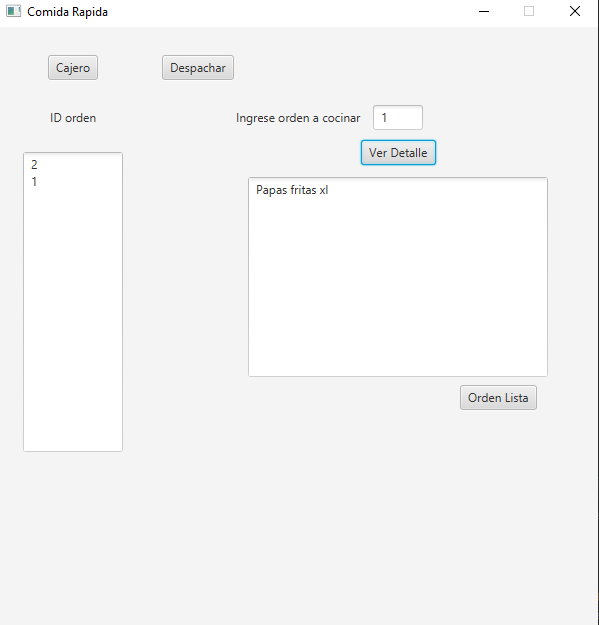 Comida Rapida
Cajero
Despachar
ID orden
Ingrese orden a cocinar
1
Ver Detalle
2
1
Papas fritas xl
Orden Lista